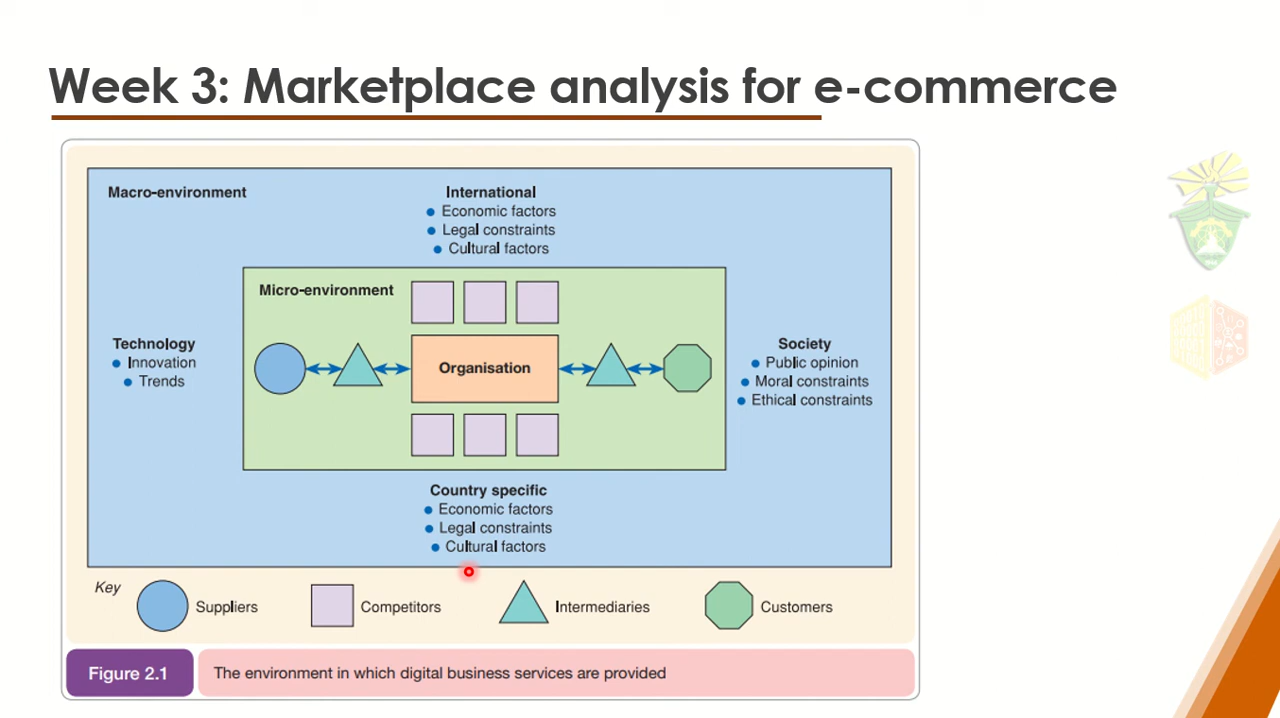 Week 3: Marketplace analysis for e-commerce
Macro-environment
International
• Economic factors
• Legal constraints
• Cultural factors
Micro-environment
Technology
• Innovation
• Trends
Organisation
Society
• Public opinion
• Moral constraints
• Ethical constraints
Country specific
• Economic factors
• Legal constraints
• Cultural factors
Key
Suppliers
Competitors
Intermediaries
Customers
Figure 2.1
The environment in which digital business services are provided